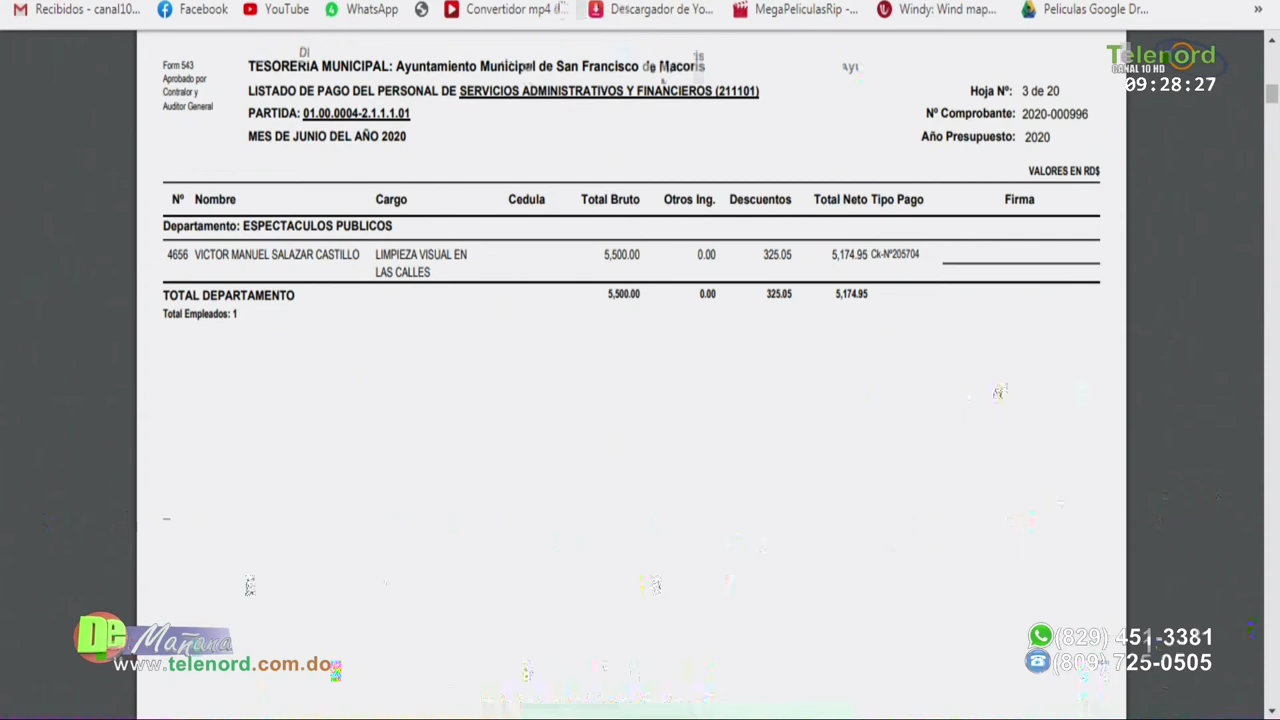 Recibidos - canal10... Facebook YouTube WhatsApp Convertidor mp4 Descargador de Yo... MegaPeliculasRip -... Windy: Wind map... Peliculas Google Dr... »
Telenord
CANAL 10 HD
09:28:27
Form 543
Aprobado por
Contralor y
Auditor General
TESORERIA MUNICIPAL: Ayuntamiento Municipal de San Francisco de Macoris
LISTADO DE PAGO DEL PERSONAL DE SERVICIOS ADMINISTRATIVOS Y FINANCIEROS (211101)
PARTIDA: 01.00.0004-2.1.1.1.01
MES DE JUNIO DEL AÑO 2020
Hoja Nº: 3 de 20
Nº Comprobante: 2020-000996
Año Presupuesto: 2020
VALORES EN RD$
Nº Nombre Cargo Cedula Total Bruto Otros Ing. Descuentos Total Neto Tipo Pago Firma
Departamento: ESPECTACULOS PUBLICOS
4656 VICTOR MANUEL SALAZAR CASTILLO LIMPIEZA VISUAL EN 5,500.00 0.00 325.05 5,174.95 Ck-Nº205704
LAS CALLES
TOTAL DEPARTAMENTO 5,500.00 0.00 325.05 5,174.95
Total Empleados: 1
De Mañana
www.telenord.com.do
(829) 451-3381
(809) 725-0505